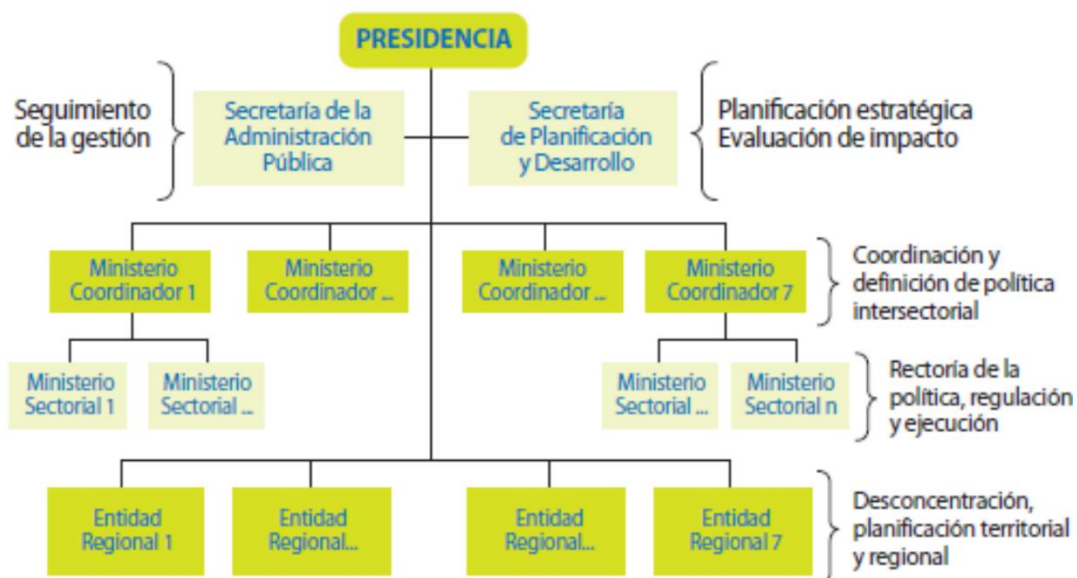 PRESIDENCIA
Seguimiento
de la gestión
Secretaría de la
Administración
Pública
Secretaría
de Planificación
y Desarrollo
Planificación estratégica
Evaluación de impacto
Ministerio
Coordinador 1
Ministerio
Coordinador ...
Ministerio
Coordinador ...
Ministerio
Coordinador 7
Coordinación y
definición de política
intersectorial
Ministerio
Sectorial 1
Ministerio
Sectorial ...
Ministerio
Sectorial ...
Ministerio
Sectorial n
Rectoría de la
política, regulación
y ejecución
Entidad
Regional 1
Entidad
Regional...
Entidad
Regional...
Entidad
Regional 7
Desconcentración,
planificación territorial
y regional